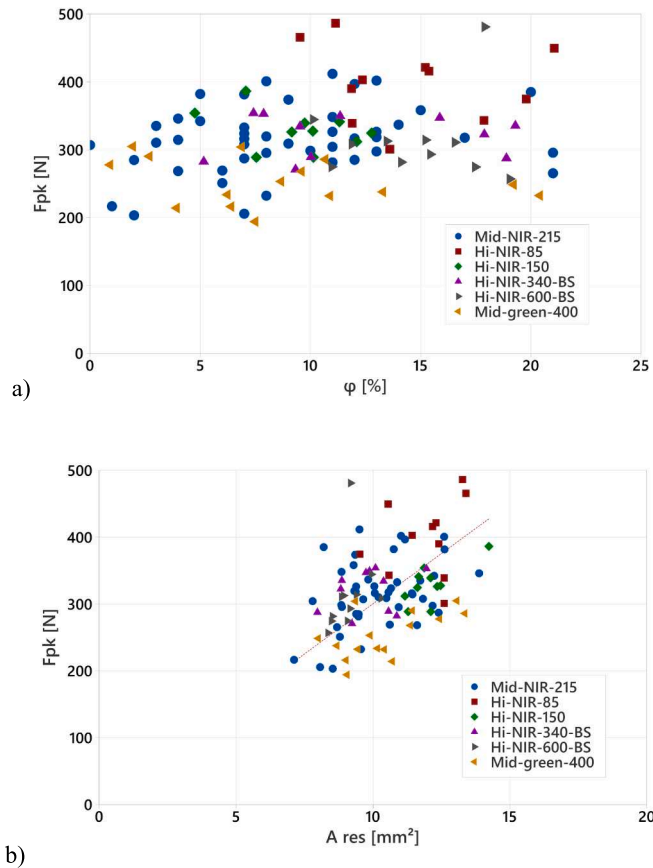 500
400
300
200
100
0
Fpk [N]
Mid-NIR-215
Hi-NIR-85
Hi-NIR-150
Hi-NIR-340-BS
Hi-NIR-600-BS
Mid-green-400
0 5 10 15 20 25
φ [%]
a)
500
400
300
200
100
0
Fpk [N]
Mid-NIR-215
Hi-NIR-85
Hi-NIR-150
Hi-NIR-340-BS
Hi-NIR-600-BS
Mid-green-400
0 5 10 15 20
A res [mm²]
b)